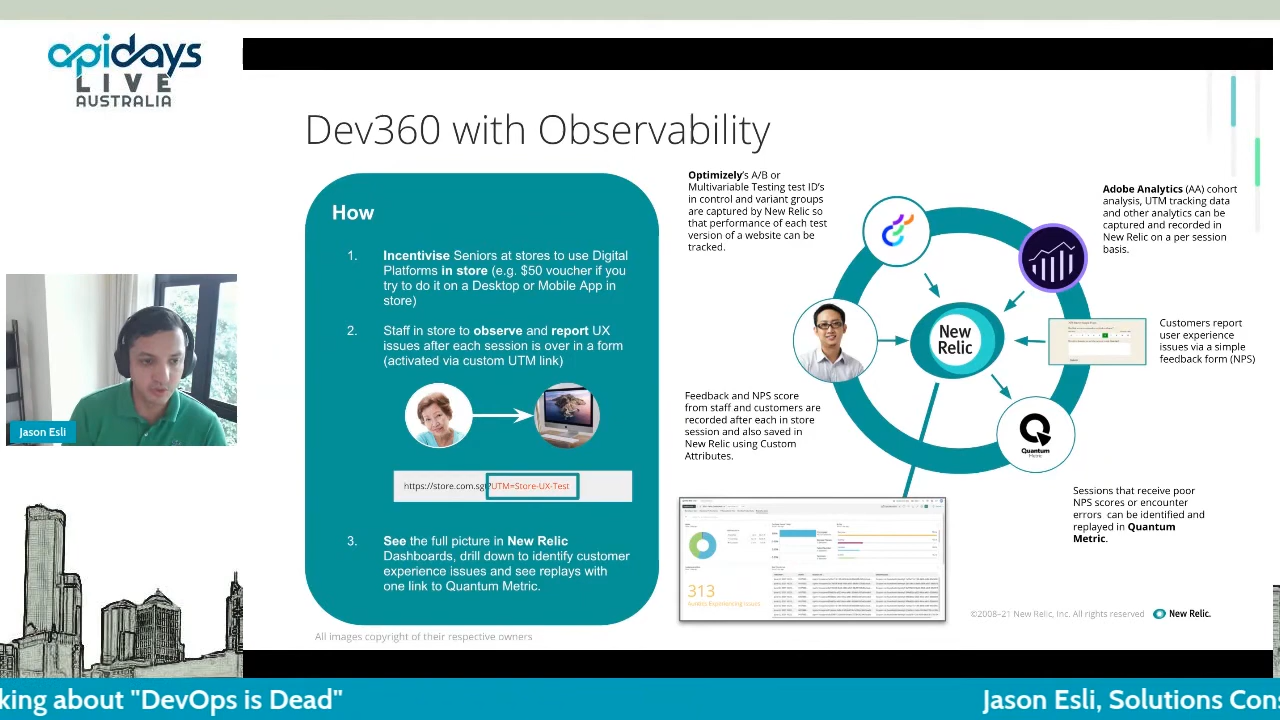 apidays
LIVE
AUSTRALIA
Dev360 with Observability
How
1. Incentivise Seniors at stores to use Digital
Platforms in store (e.g. $50 voucher if you
try to do it on a Desktop or Mobile App in
store)
2. Staff in store to observe and report UX
issues after each session is over in a form
(activated via custom UTM link)
https://store.com.sg?UTM=Store-UX-Test
3. See the full picture in New Relic
Dashboards, drill down to identify customer
experience issues and see replays with
one link to Quantum Metric.
All images copyright of their respective owners
Optimizely's A/B or
Multivariable Testing test ID's
in control and variant groups
are captured by New Relic so
that performance of each test
version of a website can be
tracked.
Adobe Analytics (AA) cohort
analysis, UTM tracking data
and other analytics can be
captured and recorded in
New Relic on a per session
basis.
New
Relic
Customers report
user experience
issues via a simple
feedback form (NPS)
Feedback and NPS score
from staff and customers are
recorded after each in store
session and also saved in
New Relic using Custom
Attributes.
Quantum
Metric
Sessions that receive poor
NPS scores or encounter
errors can be identified and
replayed in Quantum
Metric.
313
©2008–21 New Relic, Inc. All rights reserved
New Relic.
Jason Esli
king about "DevOps is Dead"
Jason Esli, Solutions Cons